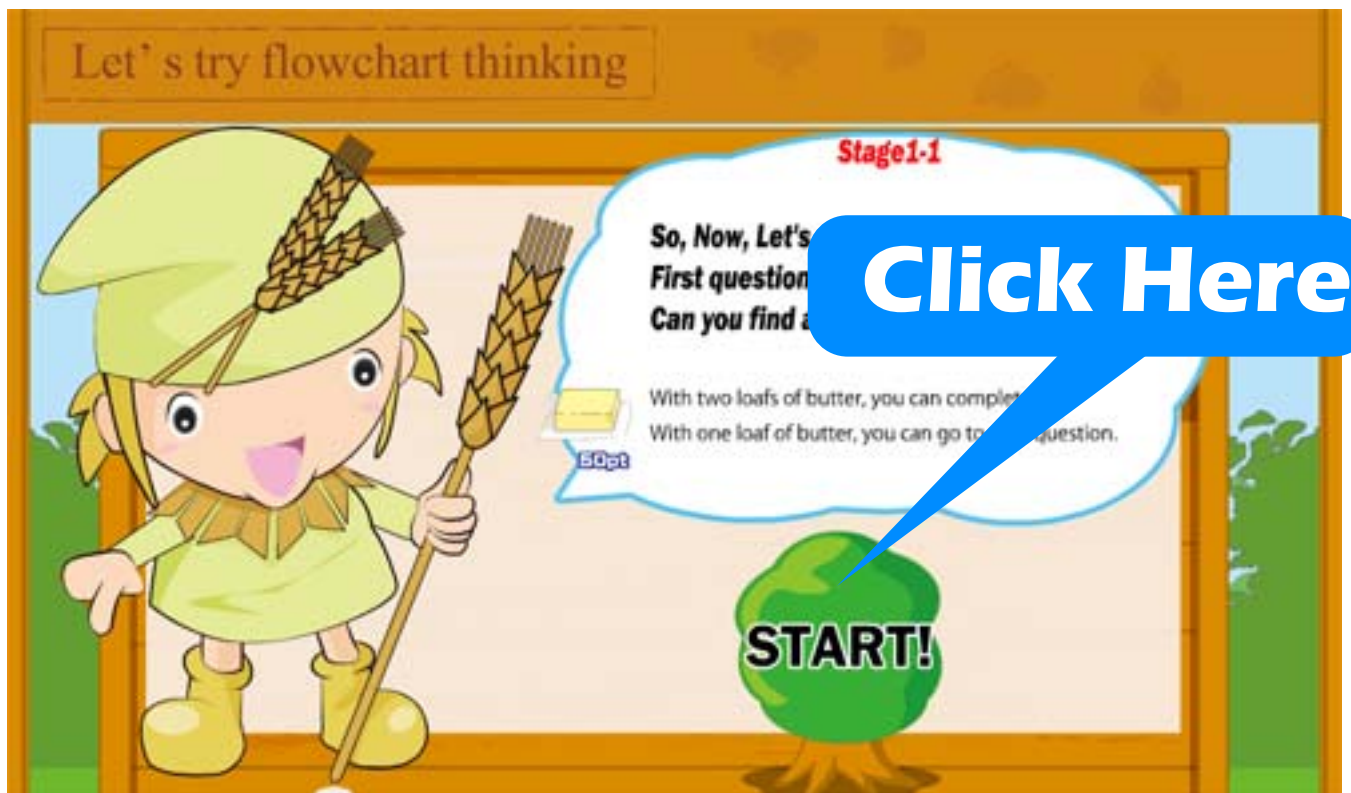 Let's try flowchart thinking
Stage1-1
So, Now, Let's
First question
Can you find
Click Here
With two loafs of butter, you can
With one loaf of butter, you can go to question.
50pt
START!